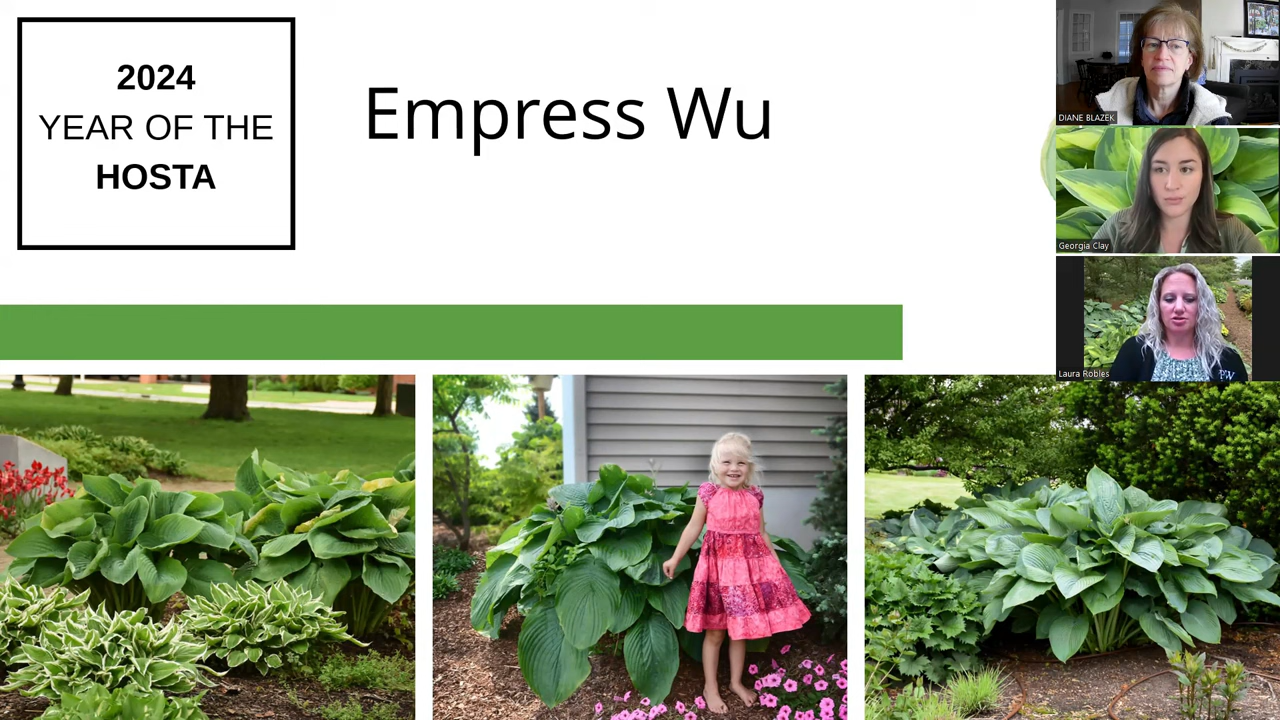 2024
YEAR OF THE
HOSTA
Empress Wu
DIANE BLAZEK
Georgia Clay
Laura Robles